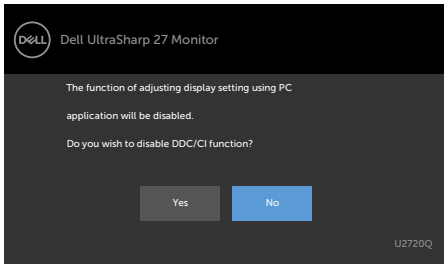 DELL
Dell UltraSharp 27 Monitor
The function of adjusting display setting using PC
application will be disabled.
Do you wish to disable DDC/CI function?
Yes
No
U2720Q